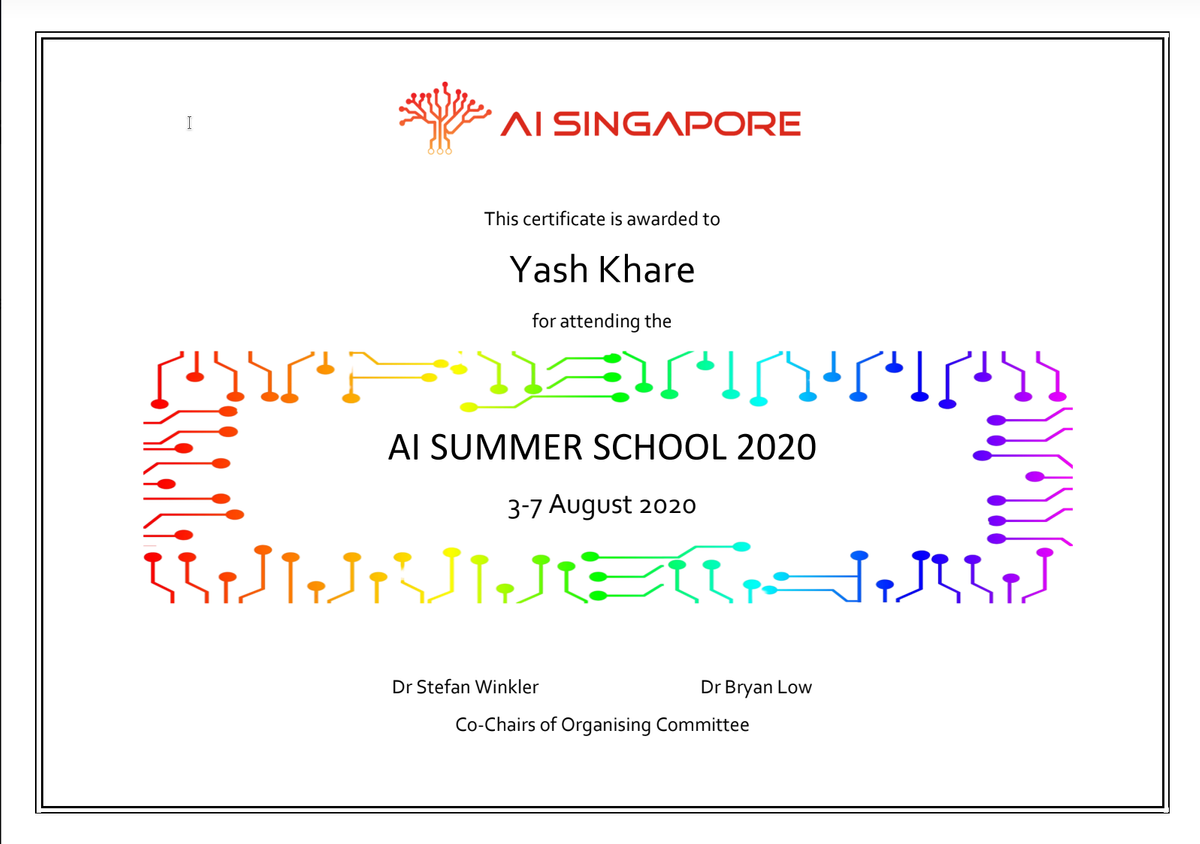 AI SINGAPORE
This certificate is awarded to
Yash Khare
for attending the
AI SUMMER SCHOOL 2020
3-7 August 2020
Dr Stefan Winkler Dr Bryan Low
Co-Chairs of Organising Committee